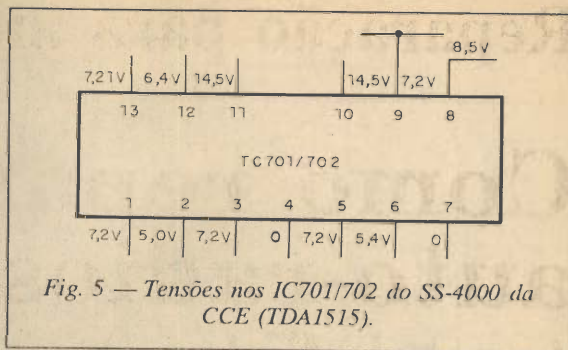 8,5V
7,21V 6,4V 14,5V 14,5V 7,2V
13 12 11 10 9 8
TC701/702
1 2 3 4 5 6 7
7,2V 5,0V 7,2V 0 7,2V 5,4V 0
Fig. 5 — Tensões nos IC701/702 do SS-4000 da
CCE (TDA1515).